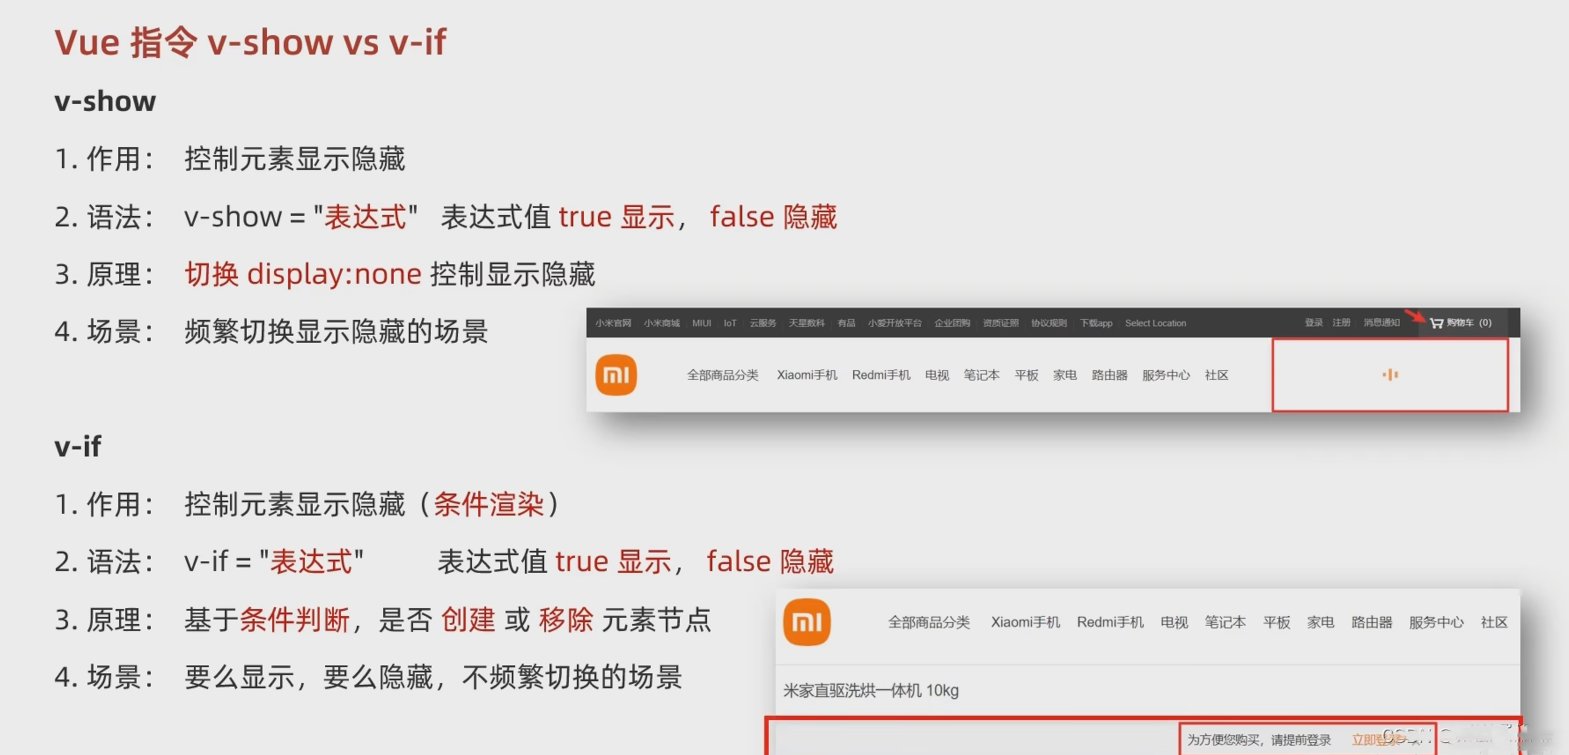 Vue 指令 v-show vs v-if
v-show
1. 作用： 控制元素显示隐藏
2. 语法： v-show = "表达式" 表达式值 true 显示， false 隐藏
3. 原理： 切换 display:none 控制显示隐藏
4. 场景： 频繁切换显示隐藏的场景
小米官网 小米商城 MIUI IoT 云服务 天星数科 有品 小爱开放平台 企业团购 资质证照 协议规则 下载app Select Location 登录 注册 消息通知 购物车 (0)
mi 全部商品分类 Xiaomi手机 Redmi手机 电视 笔记本 平板 家电 路由器 服务中心 社区
v-if
1. 作用： 控制元素显示隐藏（条件渲染）
2. 语法： v-if = "表达式" 表达式值 true 显示， false 隐藏
3. 原理： 基于条件判断，是否 创建 或 移除 元素节点
4. 场景： 要么显示，要么隐藏，不频繁切换的场景
mi 全部商品分类 Xiaomi手机 Redmi手机 电视 笔记本 平板 家电 路由器 服务中心 社区
米家直驱洗烘一体机 10kg
为方便您购买，请提前登录 立即登录